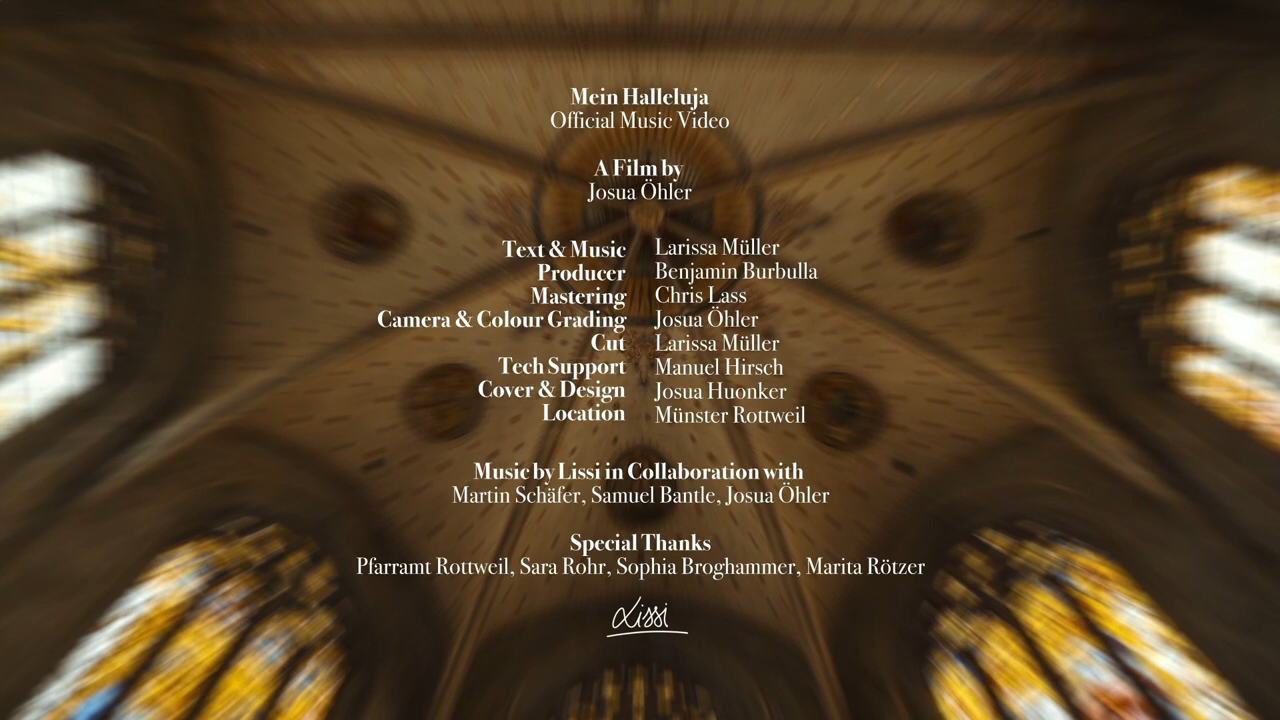 Mein Halleluja
Official Music Video
A Film by
Josua Öhler
Text & Music Larissa Müller
Producer Benjamin Burbulla
Mastering Chris Lass
Camera & Colour Grading Josua Öhler
Cut Larissa Müller
Tech Support Manuel Hirsch
Cover & Design Josua Huonker
Location Münster Rottweil
Music by Lissi in Collaboration with
Martin Schäfer, Samuel Bantle, Josua Öhler
Special Thanks
Pfarramt Rottweil, Sara Rohr, Sophia Broghammer, Marita Rötzer
Lissi